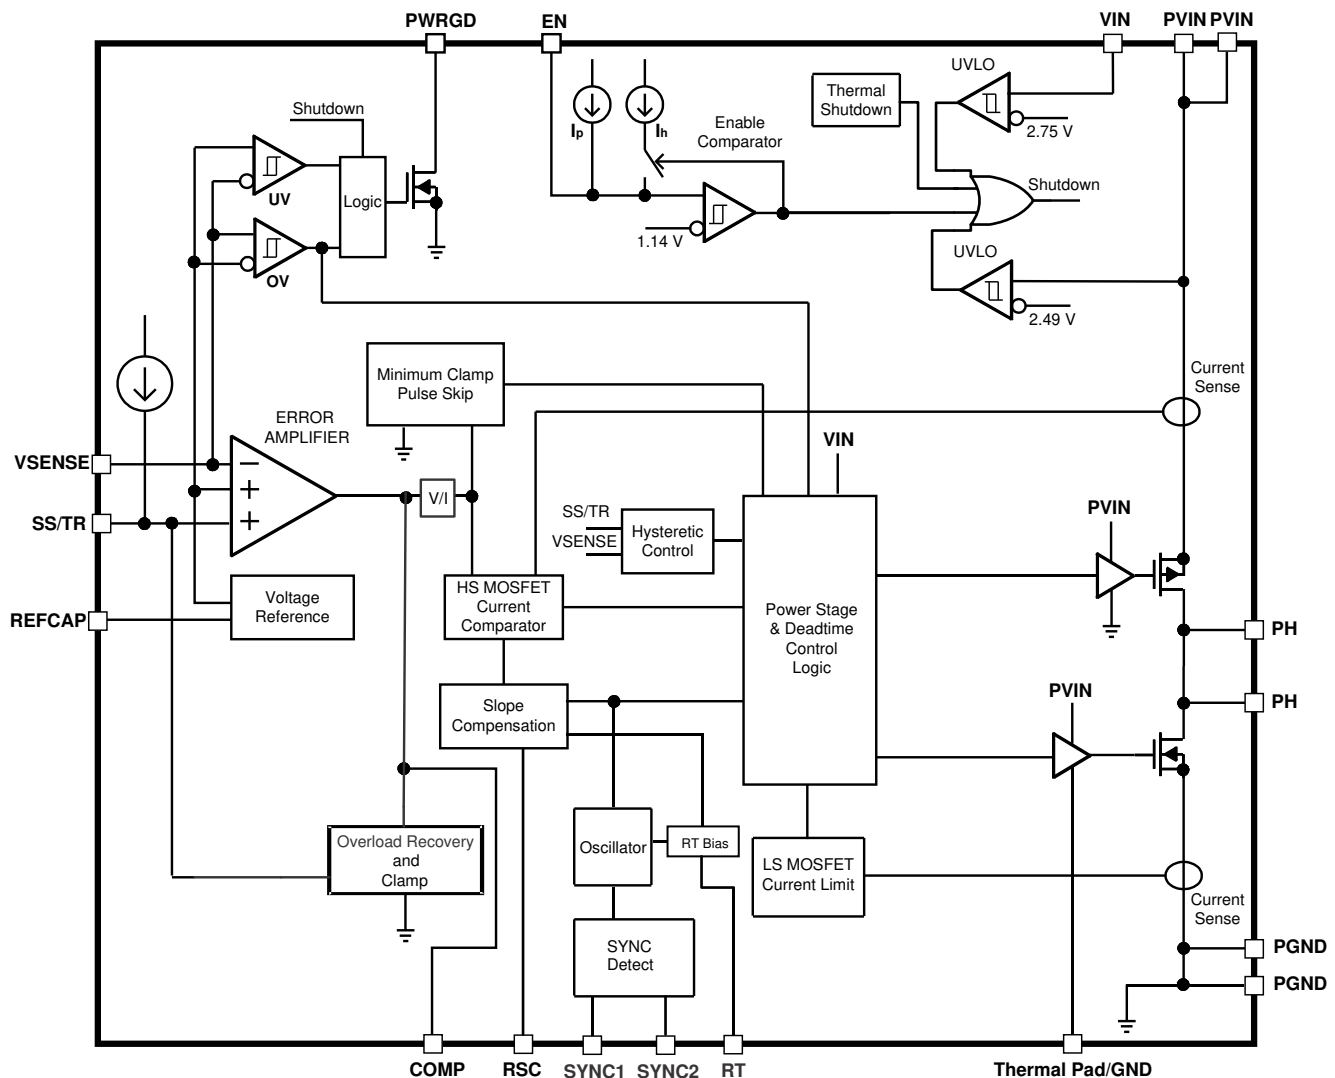 PWRGD
EN
VIN
PVIN PVIN
UVLO
Thermal
Shutdown
2.75 V
Shutdown
Ip
Ih
Enable
Comparator
UV
Logic
Shutdown
1.14 V
OV
UVLO
2.49 V
Current
Sense
Minimum Clamp
Pulse Skip
ERROR
AMPLIFIER
VIN
VSENSE
−
+
+
V/I
SS/TR
SS/TR
VSENSE
Hysteretic
Control
PVIN
Voltage
Reference
HS MOSFET
Current
Comparator
REFCAP
Power Stage
& Deadtime
Control
Logic
PH
PVIN
PH
Slope
Compensation
Overload Recovery
and
Clamp
Oscillator
RT Bias
LS MOSFET
Current Limit
Current
Sense
SYNC
Detect
PGND
PGND
COMP
RSC
SYNC1
SYNC2
RT
Thermal Pad/GND